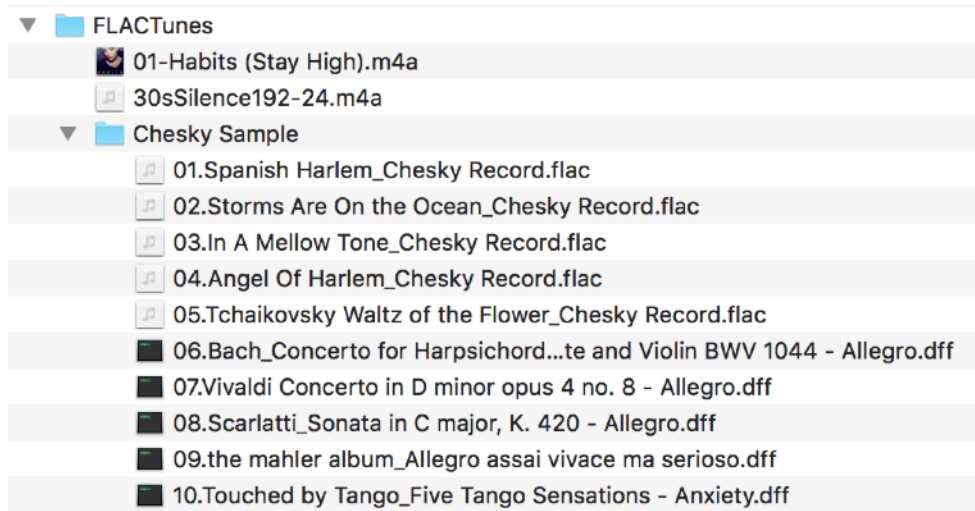 FLACTunes
01-Habits (Stay High).m4a
30sSilence192-24.m4a
Chesky Sample
01.Spanish Harlem_Chesky Record.flac
02.Storms Are On the Ocean_Chesky Record.flac
03.In A Mellow Tone_Chesky Record.flac
04.Angel Of Harlem_Chesky Record.flac
05.Tchaikovsky Waltz of the Flower_Chesky Record.flac
06.Bach_Concerto for Harpsichord...te and Violin BWV 1044 - Allegro.dff
07.Vivaldi Concerto in D minor opus 4 no. 8 - Allegro.dff
08.Scarlatti_Sonata in C major, K. 420 - Allegro.dff
09.the mahler album_Allegro assai vivace ma serioso.dff
10.Touched by Tango_Five Tango Sensations - Anxiety.dff